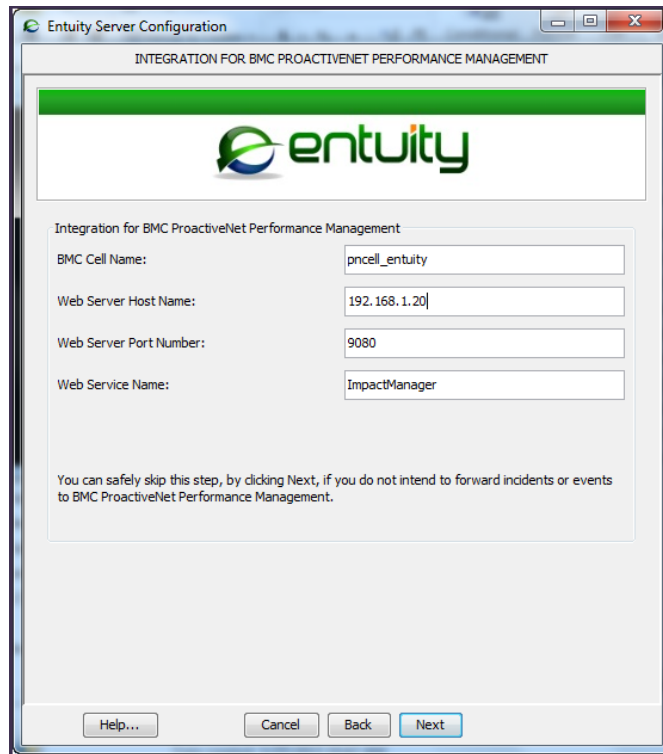 Entuity Server Configuration
INTEGRATION FOR BMC PROACTIVENET PERFORMANCE MANAGEMENT
entuity
Integration for BMC ProactiveNet Performance Management
BMC Cell Name:
pncell_entuity
Web Server Host Name:
192.168.1.20
Web Server Port Number:
9080
Web Service Name:
ImpactManager
You can safely skip this step, by clicking Next, if you do not intend to forward incidents or events
to BMC ProactiveNet Performance Management.
Help...
Cancel
Back
Next